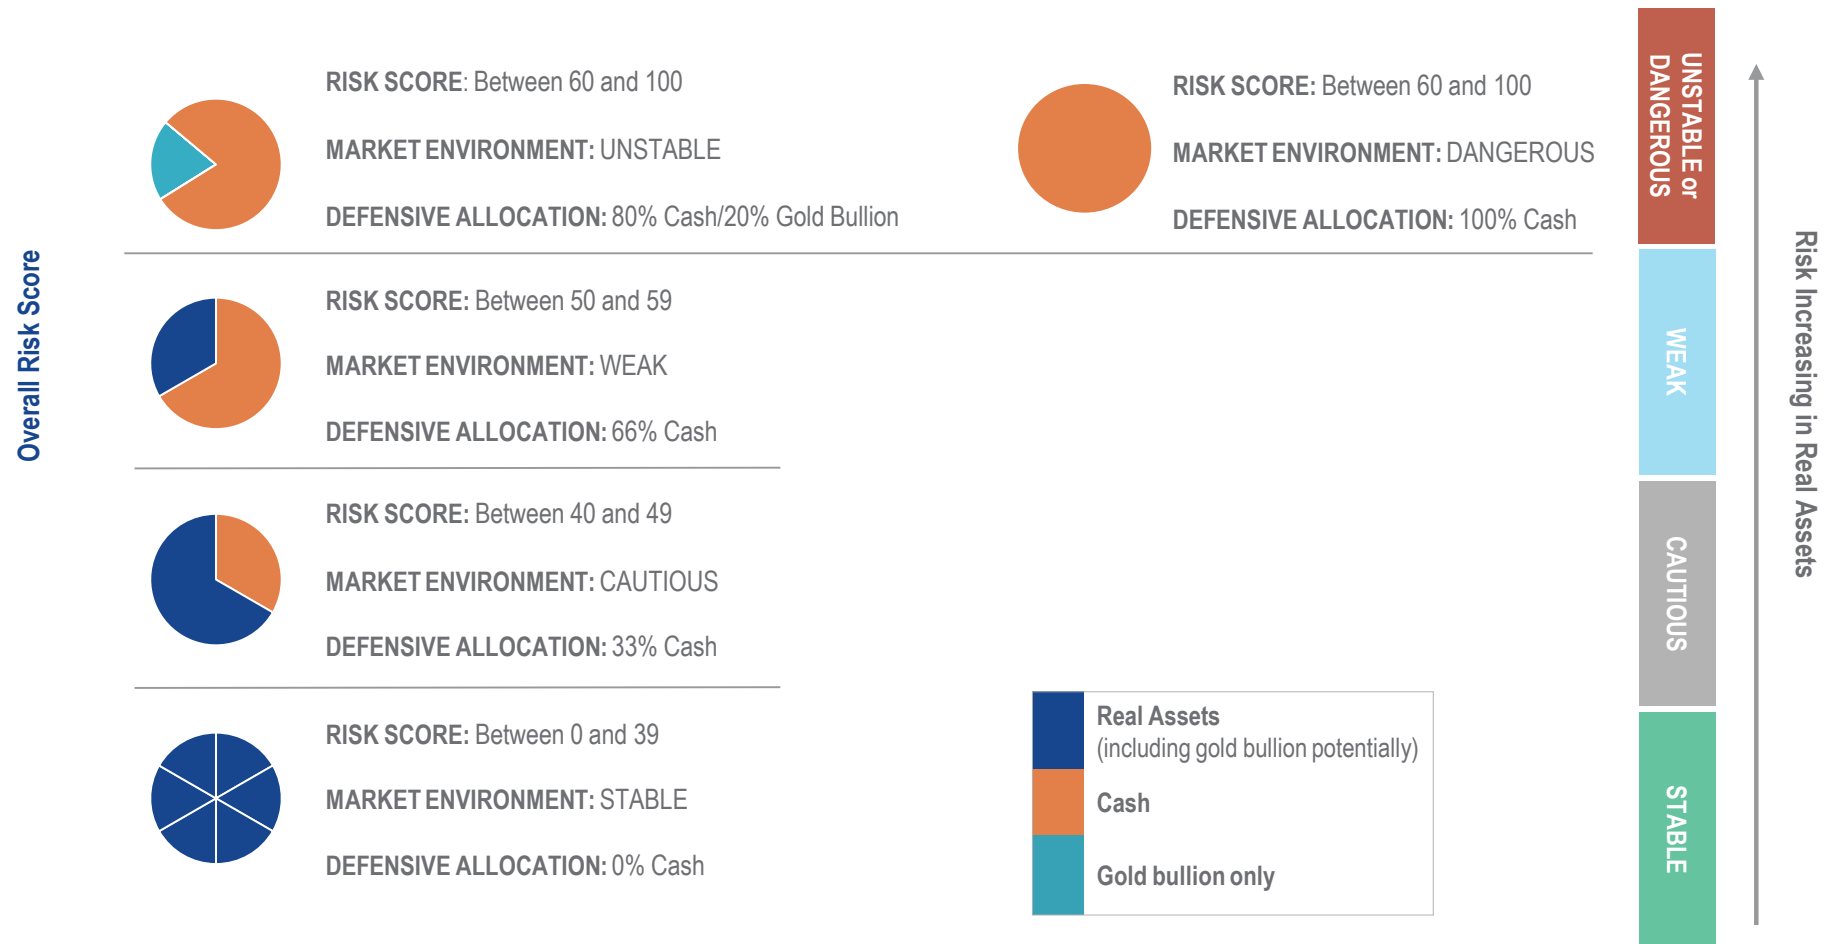 Overall Risk Score
RISK SCORE: Between 60 and 100
MARKET ENVIRONMENT: UNSTABLE
DEFENSIVE ALLOCATION: 80% Cash/20% Gold Bullion
RISK SCORE: Between 60 and 100
MARKET ENVIRONMENT: DANGEROUS
DEFENSIVE ALLOCATION: 100% Cash
RISK SCORE: Between 50 and 59
MARKET ENVIRONMENT: WEAK
DEFENSIVE ALLOCATION: 66% Cash
RISK SCORE: Between 40 and 49
MARKET ENVIRONMENT: CAUTIOUS
DEFENSIVE ALLOCATION: 33% Cash
RISK SCORE: Between 0 and 39
MARKET ENVIRONMENT: STABLE
DEFENSIVE ALLOCATION: 0% Cash
Real Assets
(including gold bullion potentially)
Cash
Gold bullion only
UNSTABLE or
DANGEROUS
WEAK
CAUTIOUS
STABLE
Risk Increasing in Real Assets